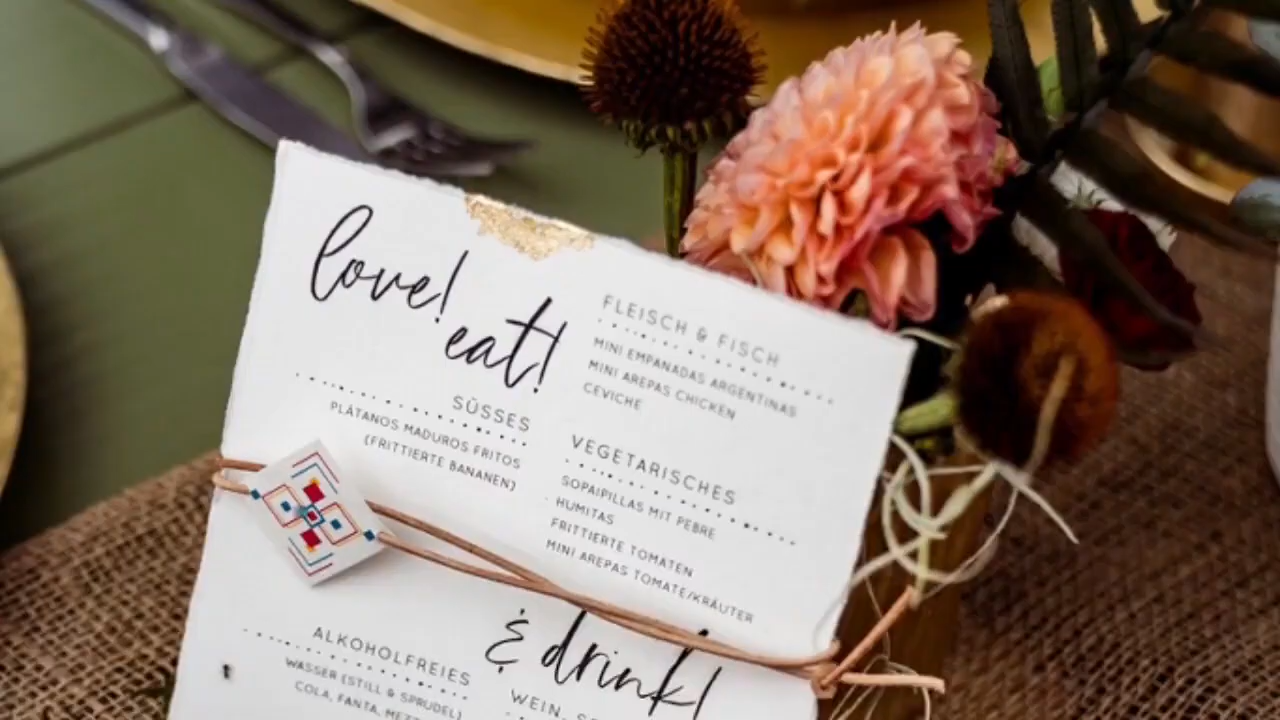 love!
eat!
SÜSSES
PLÁTANOS MADUROS FRITOS
(FRITTIERTE BANANEN)
FLEISCH & FISCH
MINI EMPANADAS ARGENTINAS
MINI AREPAS CHICKEN
CEVICHE
VEGETARISCHES
SOPAIPILLAS MIT PEBRE
HUMITAS
FRITTIERTE TOMATEN
MINI AREPAS TOMATE/KRÄUTER
& drink!
ALKOHOLFREIES
WASSER (STILL & SPRUDEL)
COLA, FANTA,
WEIN,